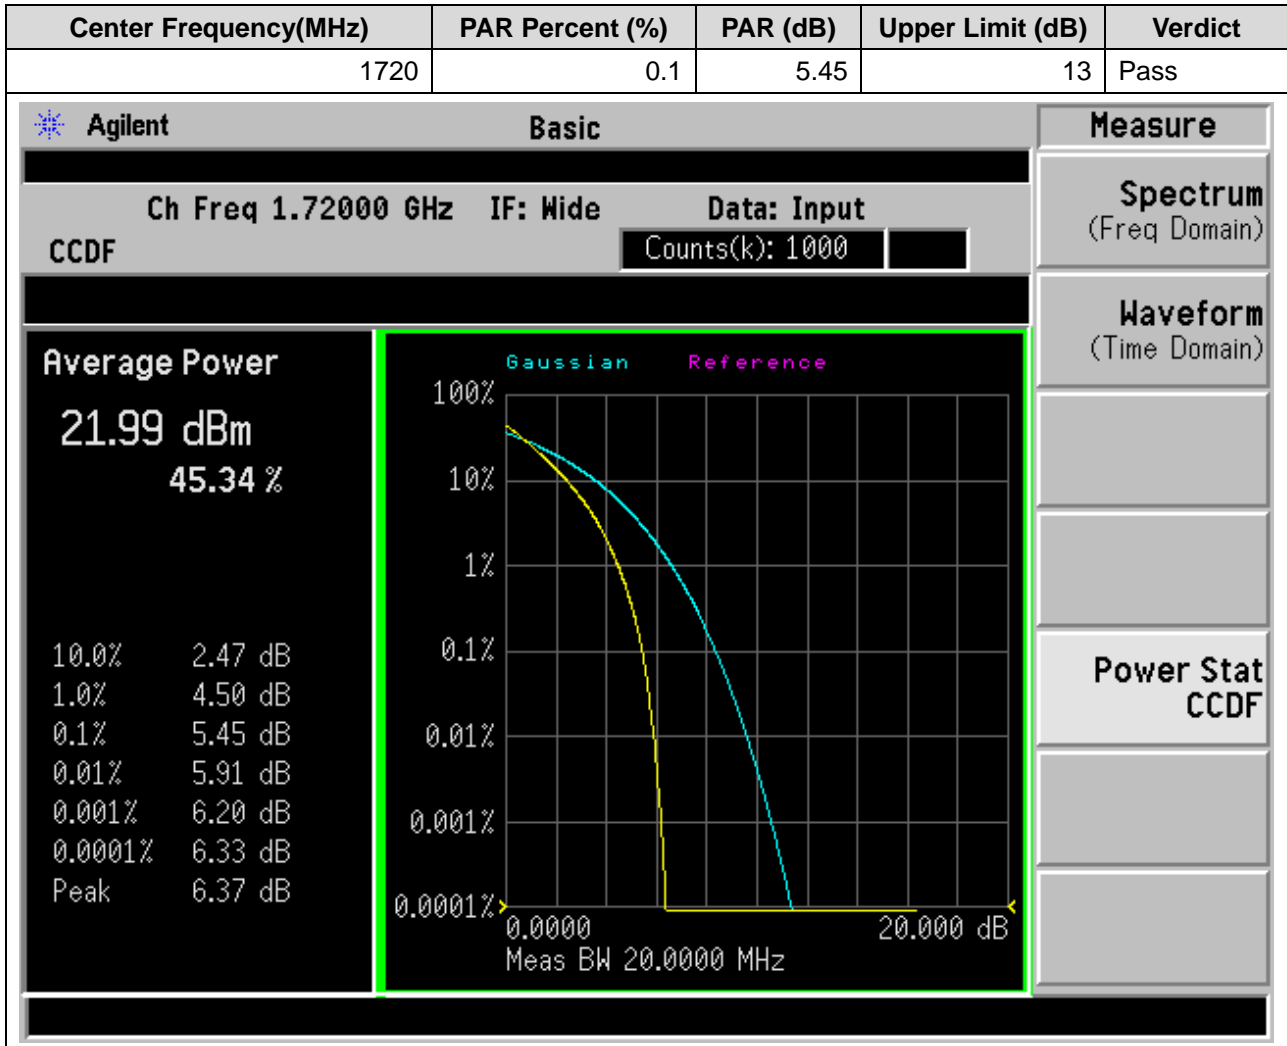 Center Frequency(MHz) PAR Percent (%) PAR (dB) Upper Limit (dB) Verdict
1720 0.1 5.45 13 Pass
Agilent Basic Measure
Ch Freq 1.72000 GHz IF: Wide Data: Input
CCDF Counts(k): 1000
Spectrum
(Freq Domain)
Waveform
(Time Domain)
Power Stat
CCDF
Average Power
21.99 dBm
45.34 %
10.0% 2.47 dB
1.0% 4.50 dB
0.1% 5.45 dB
0.01% 5.91 dB
0.001% 6.20 dB
0.0001% 6.33 dB
Peak 6.37 dB
Gaussian Reference
100%
10%
1%
0.1%
0.01%
0.001%
0.0001%
0.0000 20.000 dB
Meas BW 20.0000 MHz